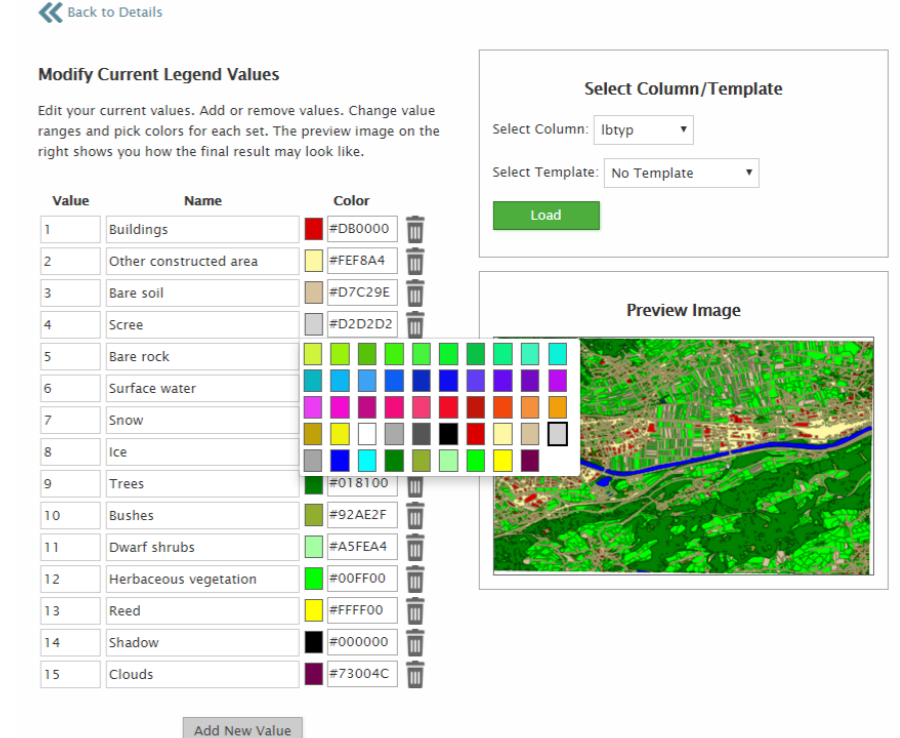 Back to Details
Modify Current Legend Values
Edit your current values. Add or remove values. Change value
ranges and pick colors for each set. The preview image on the
right shows you how the final result may look like.
Value Name Color
1 Buildings #DB0000
2 Other constructed area #FEF8A4
3 Bare soil #D7C29E
4 Scree #D2D2D2
5 Bare rock
6 Surface water
7 Snow
8 Ice
9 Trees #018100
10 Bushes #92AE2F
11 Dwarf shrubs #A5FEA4
12 Herbaceous vegetation #00FF00
13 Reed #FFFF00
14 Shadow #000000
15 Clouds #73004C
Add New Value
Select Column/Template
Select Column: lbtyp
Select Template: No Template
Load
Preview Image